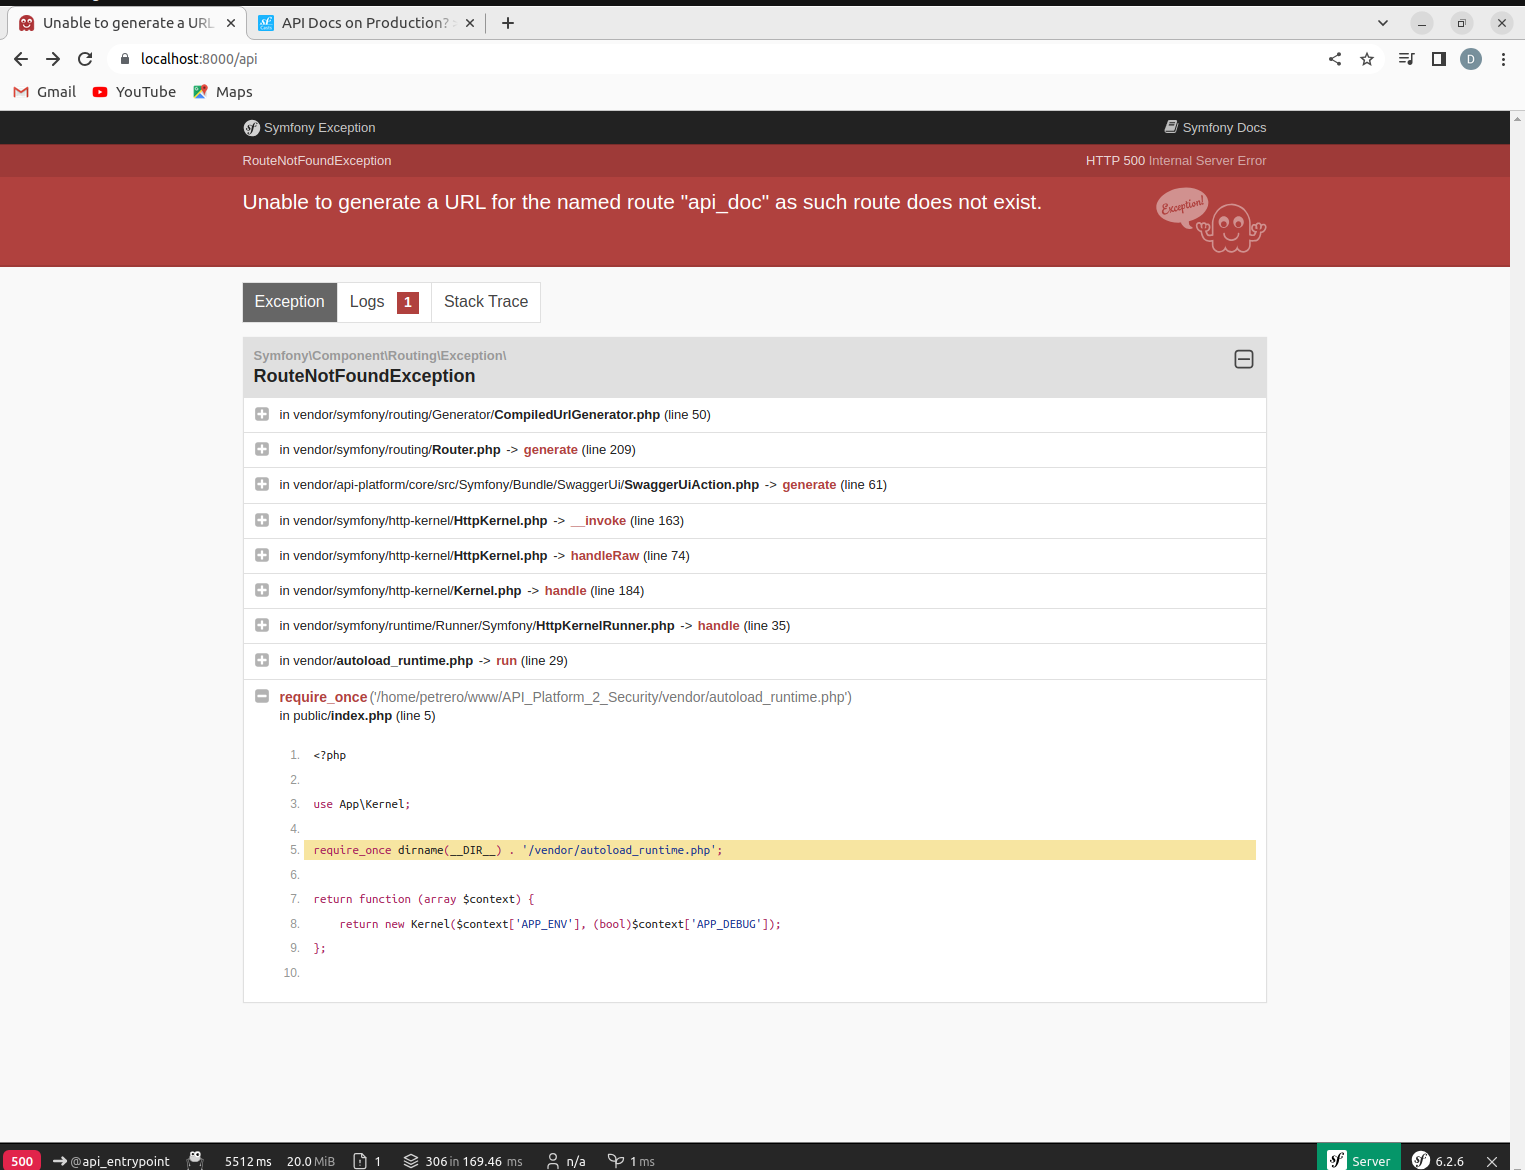 Unable to generate a URL
API Docs on Production?
localhost:8000/api
D
Gmail
YouTube
Maps
Symfony Exception
Symfony Docs
RouteNotFoundException
HTTP 500 Internal Server Error
Unable to generate a URL for the named route "api_doc" as such route does not exist.
Exception!
Exception
Logs 1
Stack Trace
Symfony\Component\Routing\Exception\
RouteNotFoundException
in vendor/symfony/routing/Generator/CompiledUrlGenerator.php (line 50)
in vendor/symfony/routing/Router.php -> generate (line 209)
in vendor/api-platform/core/src/Symfony/Bundle/SwaggerUi/SwaggerUiAction.php -> generate (line 61)
in vendor/symfony/http-kernel/HttpKernel.php -> __invoke (line 163)
in vendor/symfony/http-kernel/HttpKernel.php -> handleRaw (line 74)
in vendor/symfony/http-kernel/Kernel.php -> handle (line 184)
in vendor/symfony/runtime/Runner/Symfony/HttpKernelRunner.php -> handle (line 35)
in vendor/autoload_runtime.php -> run (line 29)
require_once('/home/petrero/www/API_Platform_2_Security/vendor/autoload_runtime.php')
in public/index.php (line 5)
1. <?php
2.
3. use App\Kernel;
4.
5. require_once dirname(__DIR__) . '/vendor/autoload_runtime.php';
6.
7. return function (array $context) {
8. return new Kernel($context['APP_ENV'], (bool)$context['APP_DEBUG']);
9. };
10.
500 @api_entrypoint 5512 ms 20.0 MiB 1 306 in 169.46 ms n/a 1 ms sf Server sf 6.2.6